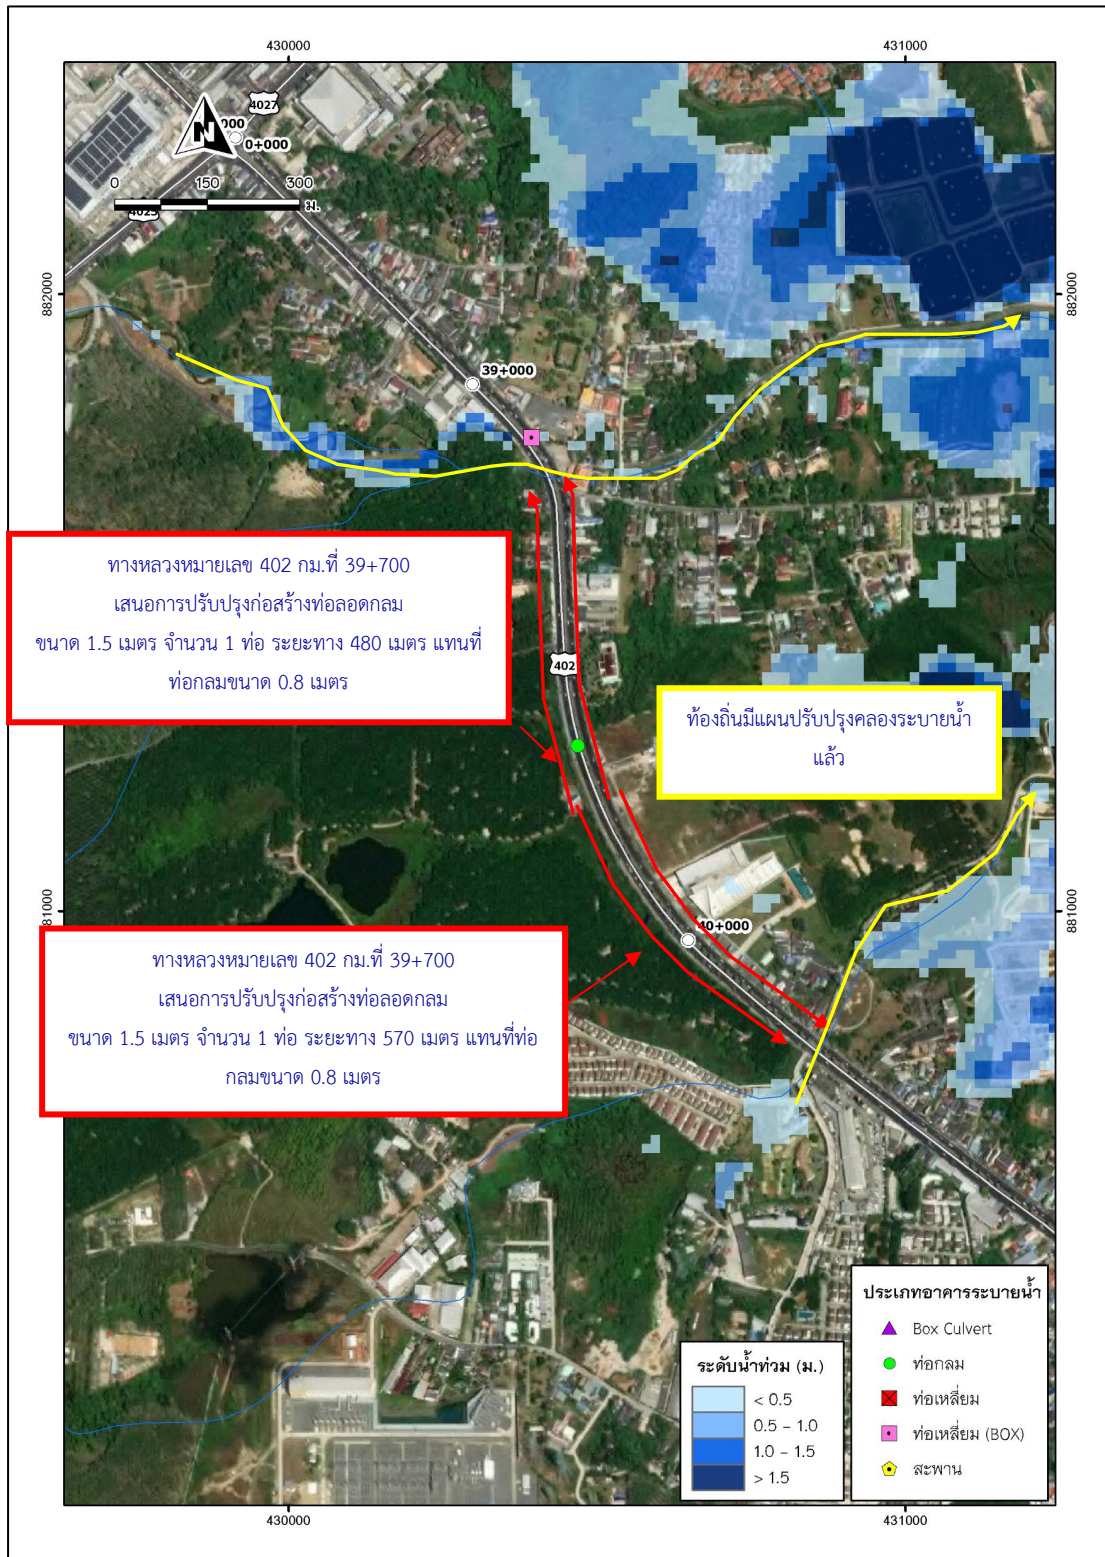 430000
431000
4027
000
0+000
0
150
300
ม.
4025
882000
882000
39+000
ทางหลวงหมายเลข 402 กม.ที่ 39+700
เสนอการปรับปรุงก่อสร้างท่อลอดกลม
ขนาด 1.5 เมตร จำนวน 1 ท่อ ระยะทาง 480 เมตร แทนที่
ท่อกลมขนาด 0.8 เมตร
402
ท้องถิ่นมีแผนปรับปรุงคลองระบายน้ำ
แล้ว
81000
881000
40+000
ทางหลวงหมายเลข 402 กม.ที่ 39+700
เสนอการปรับปรุงก่อสร้างท่อลอดกลม
ขนาด 1.5 เมตร จำนวน 1 ท่อ ระยะทาง 570 เมตร แทนที่ท่อ
กลมขนาด 0.8 เมตร
ระดับน้ำท่วม (ม.)
< 0.5
0.5 - 1.0
1.0 - 1.5
> 1.5
ประเภทอาคารระบายน้ำ
Box Culvert
ท่อกลม
ท่อเหลี่ยม
ท่อเหลี่ยม (BOX)
สะพาน
430000
431000